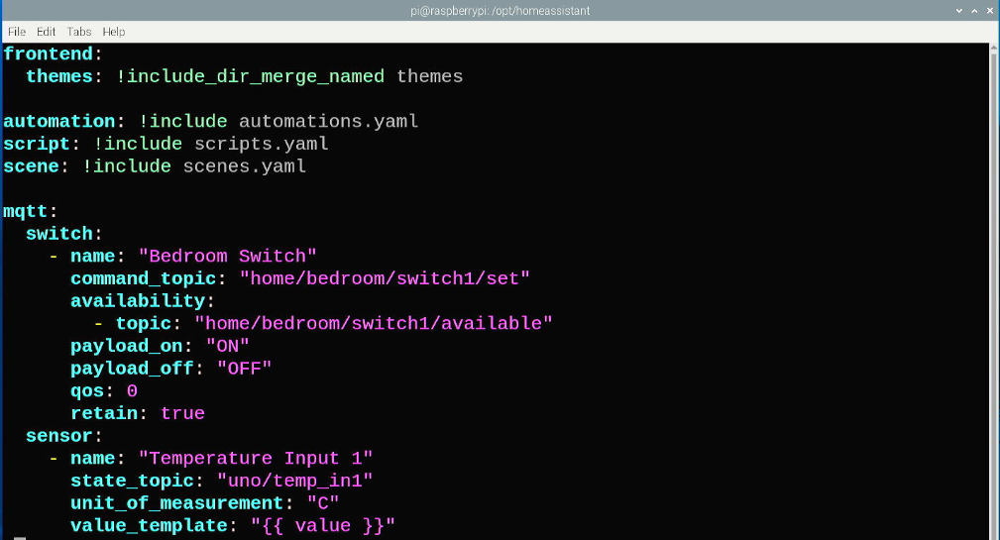 pi@raspberrypi: /opt/homeassistant
File Edit Tabs Help
frontend:
  themes: !include_dir_merge_named themes

automation: !include automations.yaml
script: !include scripts.yaml
scene: !include scenes.yaml

mqtt:
  switch:
    - name: "Bedroom Switch"
      command_topic: "home/bedroom/switch1/set"
      availability:
        - topic: "home/bedroom/switch1/available"
      payload_on: "ON"
      payload_off: "OFF"
      qos: 0
      retain: true
  sensor:
    - name: "Temperature Input 1"
      state_topic: "uno/temp_in1"
      unit_of_measurement: "C"
      value_template: "{{ value }}"